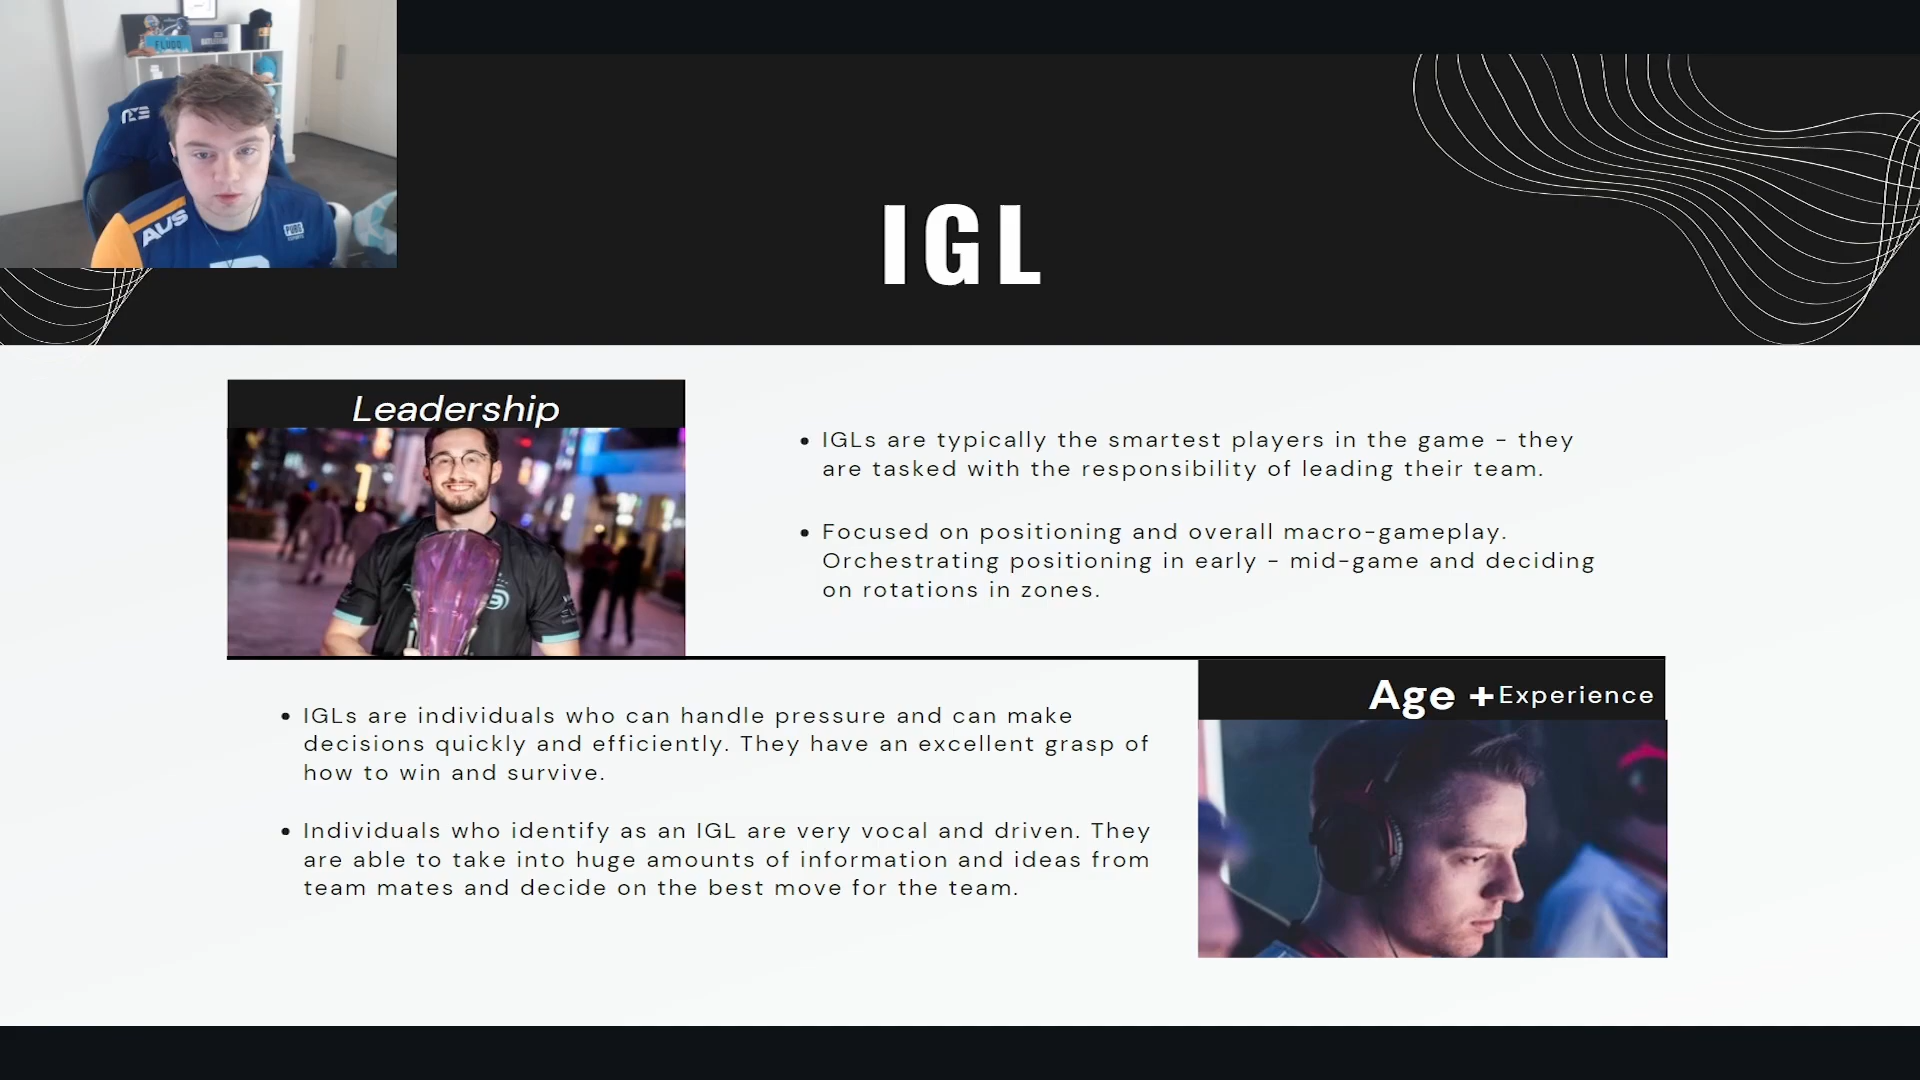 FLUDD
AUS
PUBG
ESPORTS
IGL
Leadership
IGLs are typically the smartest players in the game - they
are tasked with the responsibility of leading their team.
Focused on positioning and overall macro-gameplay.
Orchestrating positioning in early - mid-game and deciding
on rotations in zones.
Age + Experience
IGLs are individuals who can handle pressure and can make
decisions quickly and efficiently. They have an excellent grasp of
how to win and survive.
Individuals who identify as an IGL are very vocal and driven. They
are able to take into huge amounts of information and ideas from
team mates and decide on the best move for the team.